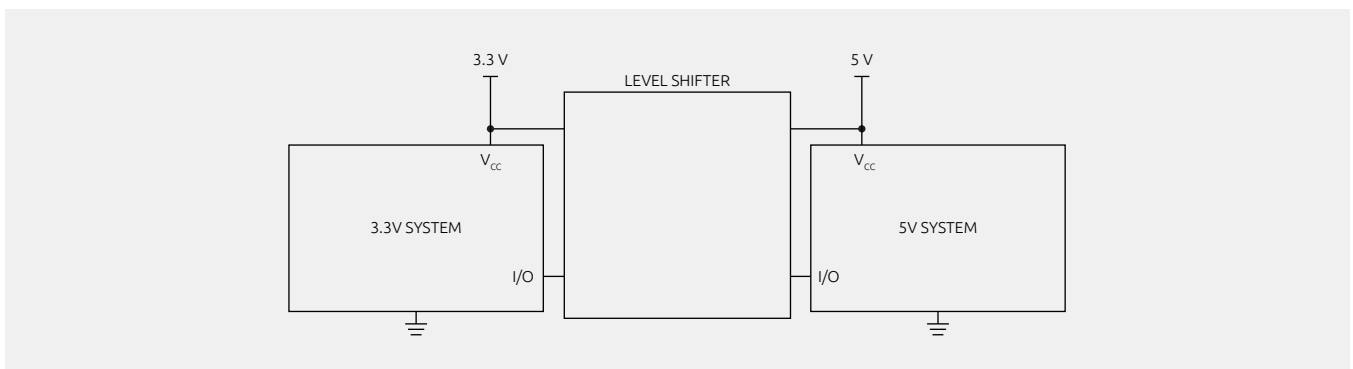 3.3 V
5 V
LEVEL SHIFTER
VCC
VCC
3.3V SYSTEM
5V SYSTEM
I/O
I/O